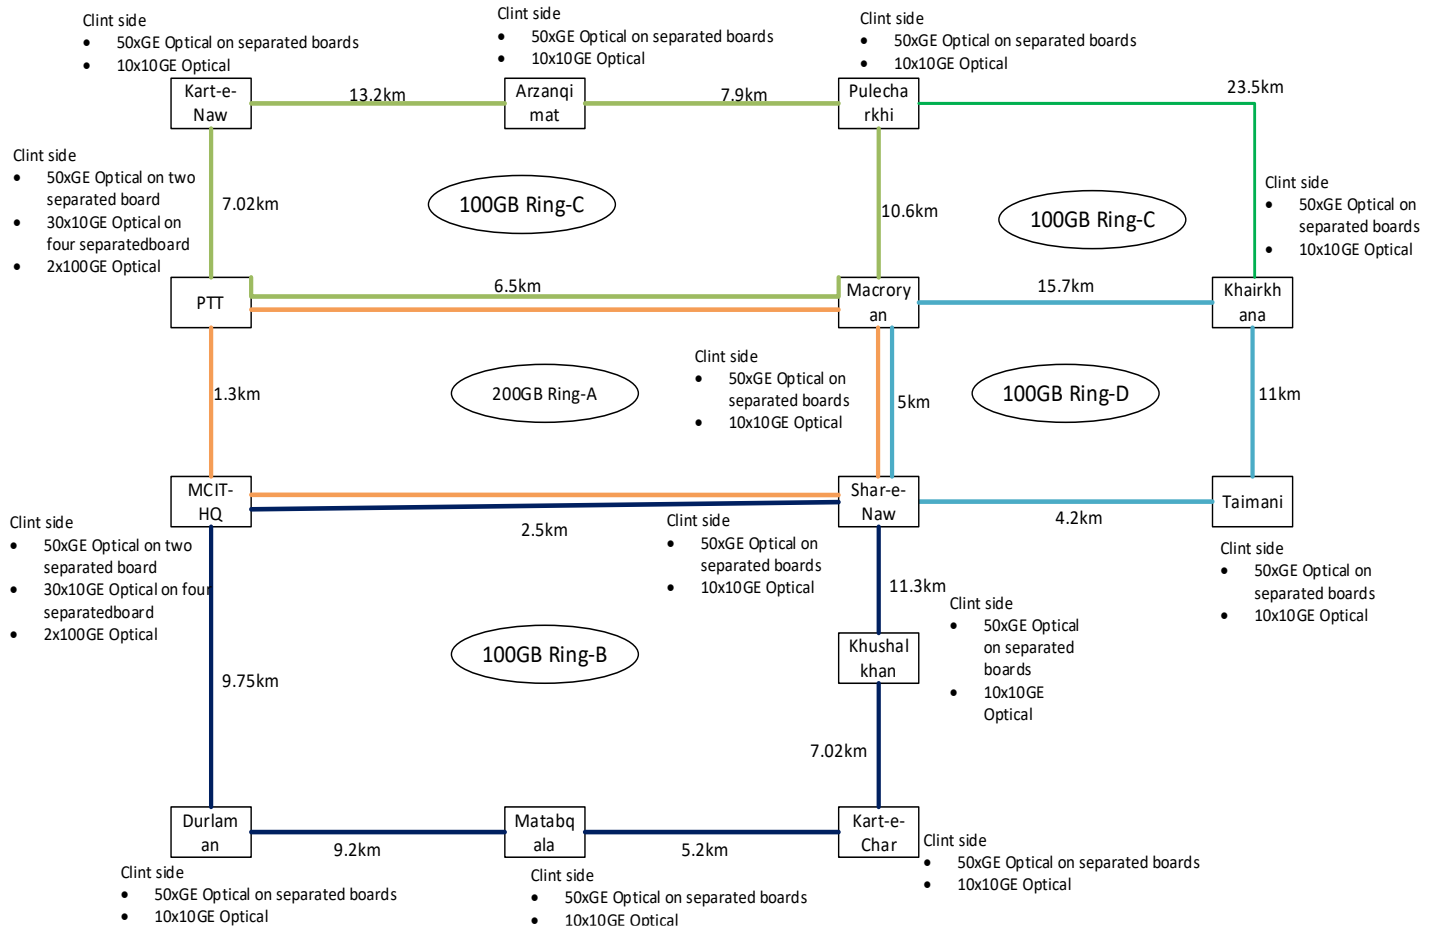 Clint side
• 50xGE Optical on separated boards
• 10x10GE Optical
Clint side
• 50xGE Optical on separated boards
• 10x10GE Optical
Clint side
• 50xGE Optical on separated boards
• 10x10GE Optical
Kart-e-
Naw
13.2km
Arzanqi
mat
7.9km
Pulecha
rkhi
23.5km
Clint side
• 50xGE Optical on two
separated board
• 30x10GE Optical on
four separatedboard
• 2x100GE Optical
7.02km
100GB Ring-C
10.6km
100GB Ring-C
Clint side
• 50xGE Optical on
separated boards
• 10x10GE Optical
PTT
6.5km
Macrory
an
15.7km
Khairkh
ana
1.3km
200GB Ring-A
Clint side
• 50xGE Optical on
separated boards
• 10x10GE Optical
5km
100GB Ring-D
11km
MCIT-
HQ
2.5km
Shar-e-
Naw
4.2km
Taimani
Clint side
• 50xGE Optical on two
separated board
• 30x10GE Optical on four
separatedboard
• 2x100GE Optical
Clint side
• 50xGE Optical on
separated boards
• 10x10GE Optical
Clint side
• 50xGE Optical on
separated boards
• 10x10GE Optical
11.3km
Clint side
• 50xGE Optical
on separated
boards
• 10x10GE
Optical
100GB Ring-B
Khushal
khan
9.75km
7.02km
Durlam
an
9.2km
Matabq
ala
5.2km
Kart-e-
Char
Clint side
• 50xGE Optical on separated boards
• 10x10GE Optical
Clint side
• 50xGE Optical on separated boards
• 10x10GE Optical
Clint side
• 50xGE Optical on separated boards
• 10x10GE Optical